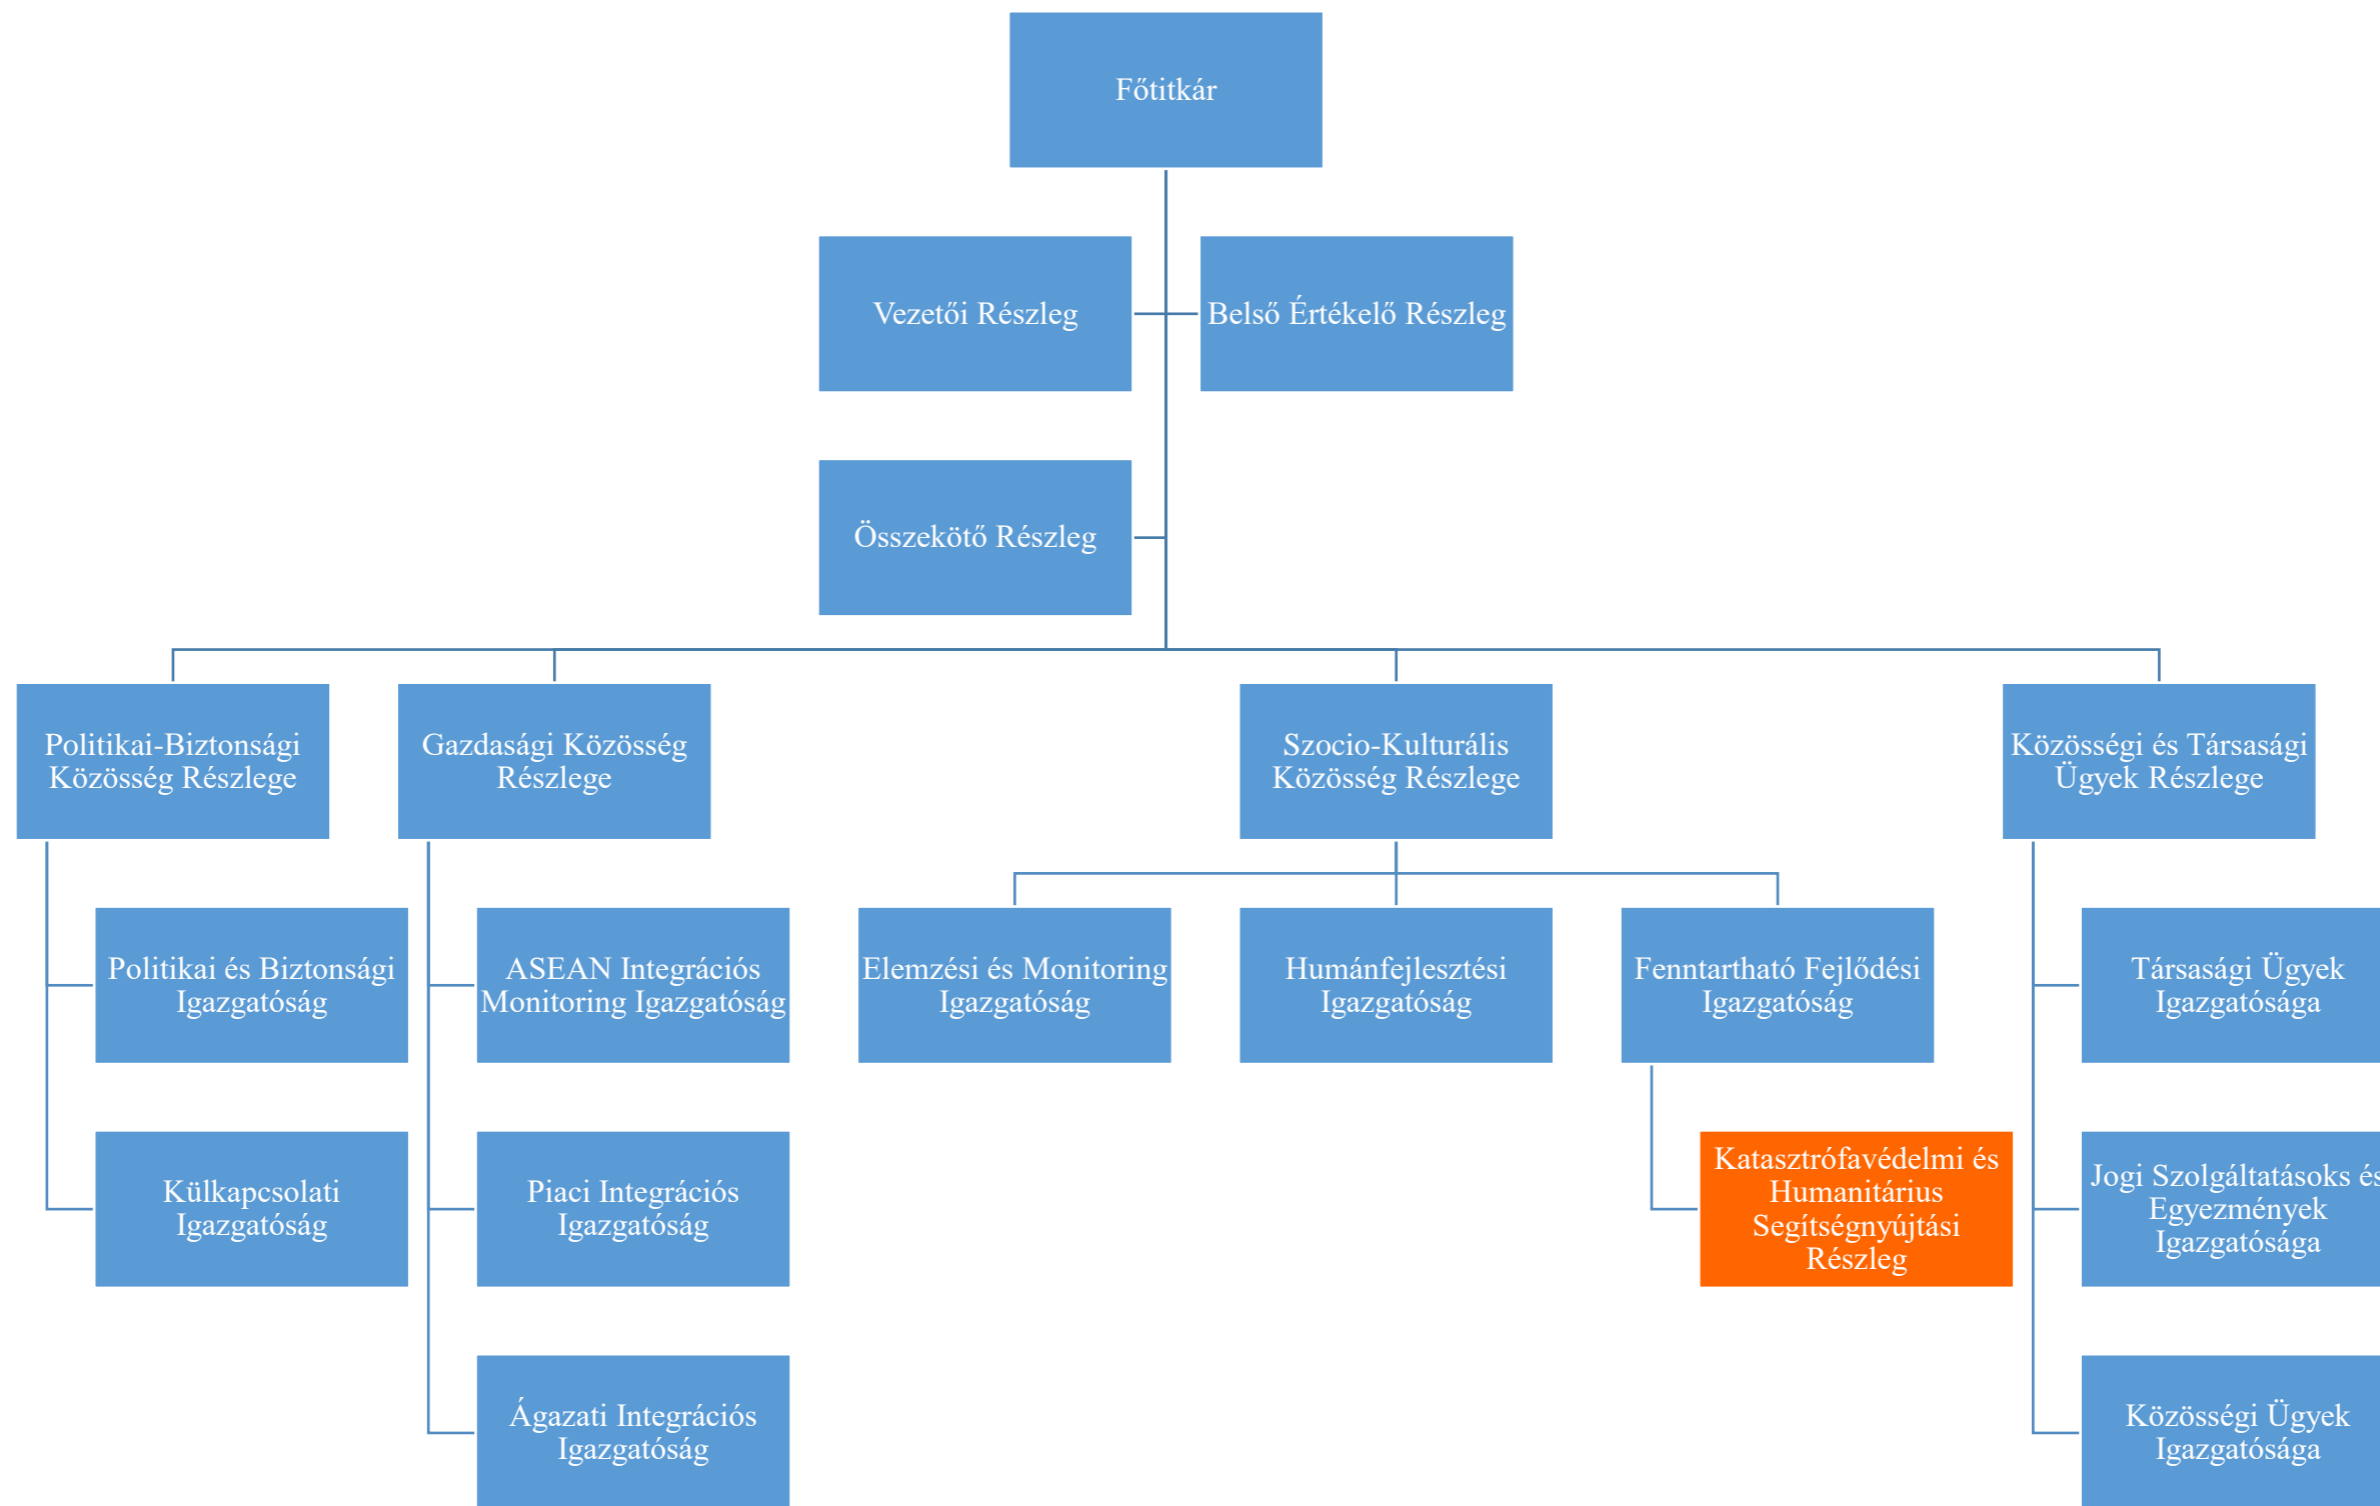 Főtitkár
Vezetői Részleg
Belső Értékelő Részleg
Összekötő Részleg
Politikai-Biztonsági
Közösség Részlege
Gazdasági Közösség
Részlege
Szocio-Kulturális
Közösség Részlege
Közösségi és Társasági
Ügyek Részlege
Politikai és Biztonsági
Igazgatóság
ASEAN Integrációs
Monitoring Igazgatóság
Elemzési és Monitoring
Igazgatóság
Humánfejlesztési
Igazgatóság
Fenntartható Fejlődési
Igazgatóság
Társasági Ügyek
Igazgatósága
Külkapcsolati
Igazgatóság
Piaci Integrációs
Igazgatóság
Katasztrófavédelmi és
Humanitárius
Segítségnyújtási
Részleg
Jogi Szolgáltatásoks és
Egyezmények
Igazgatósága
Ágazati Integrációs
Igazgatóság
Közösségi Ügyek
Igazgatósága